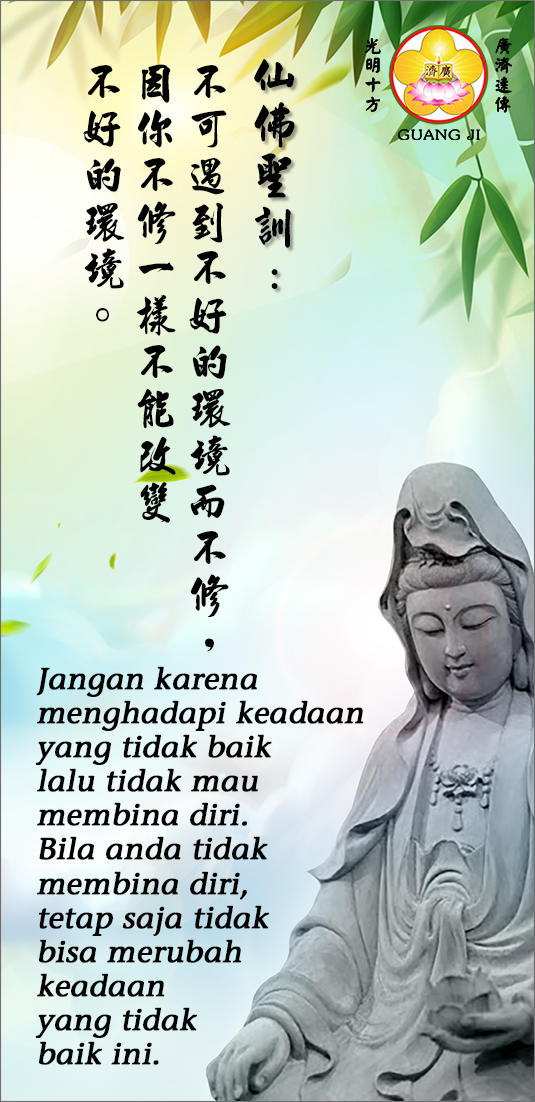 廣濟達傳
濟廣
光明十方
GUANG JI
仙佛聖訓：
不可遇到不好的環境而不修，
因你不修一樣不能改變
不好的環境。
Jangan karena
menghadapi keadaan
yang tidak baik
lalu tidak mau
membina diri.
Bila anda tidak
membina diri,
tetap saja tidak
bisa merubah
keadaan
yang tidak
baik ini.